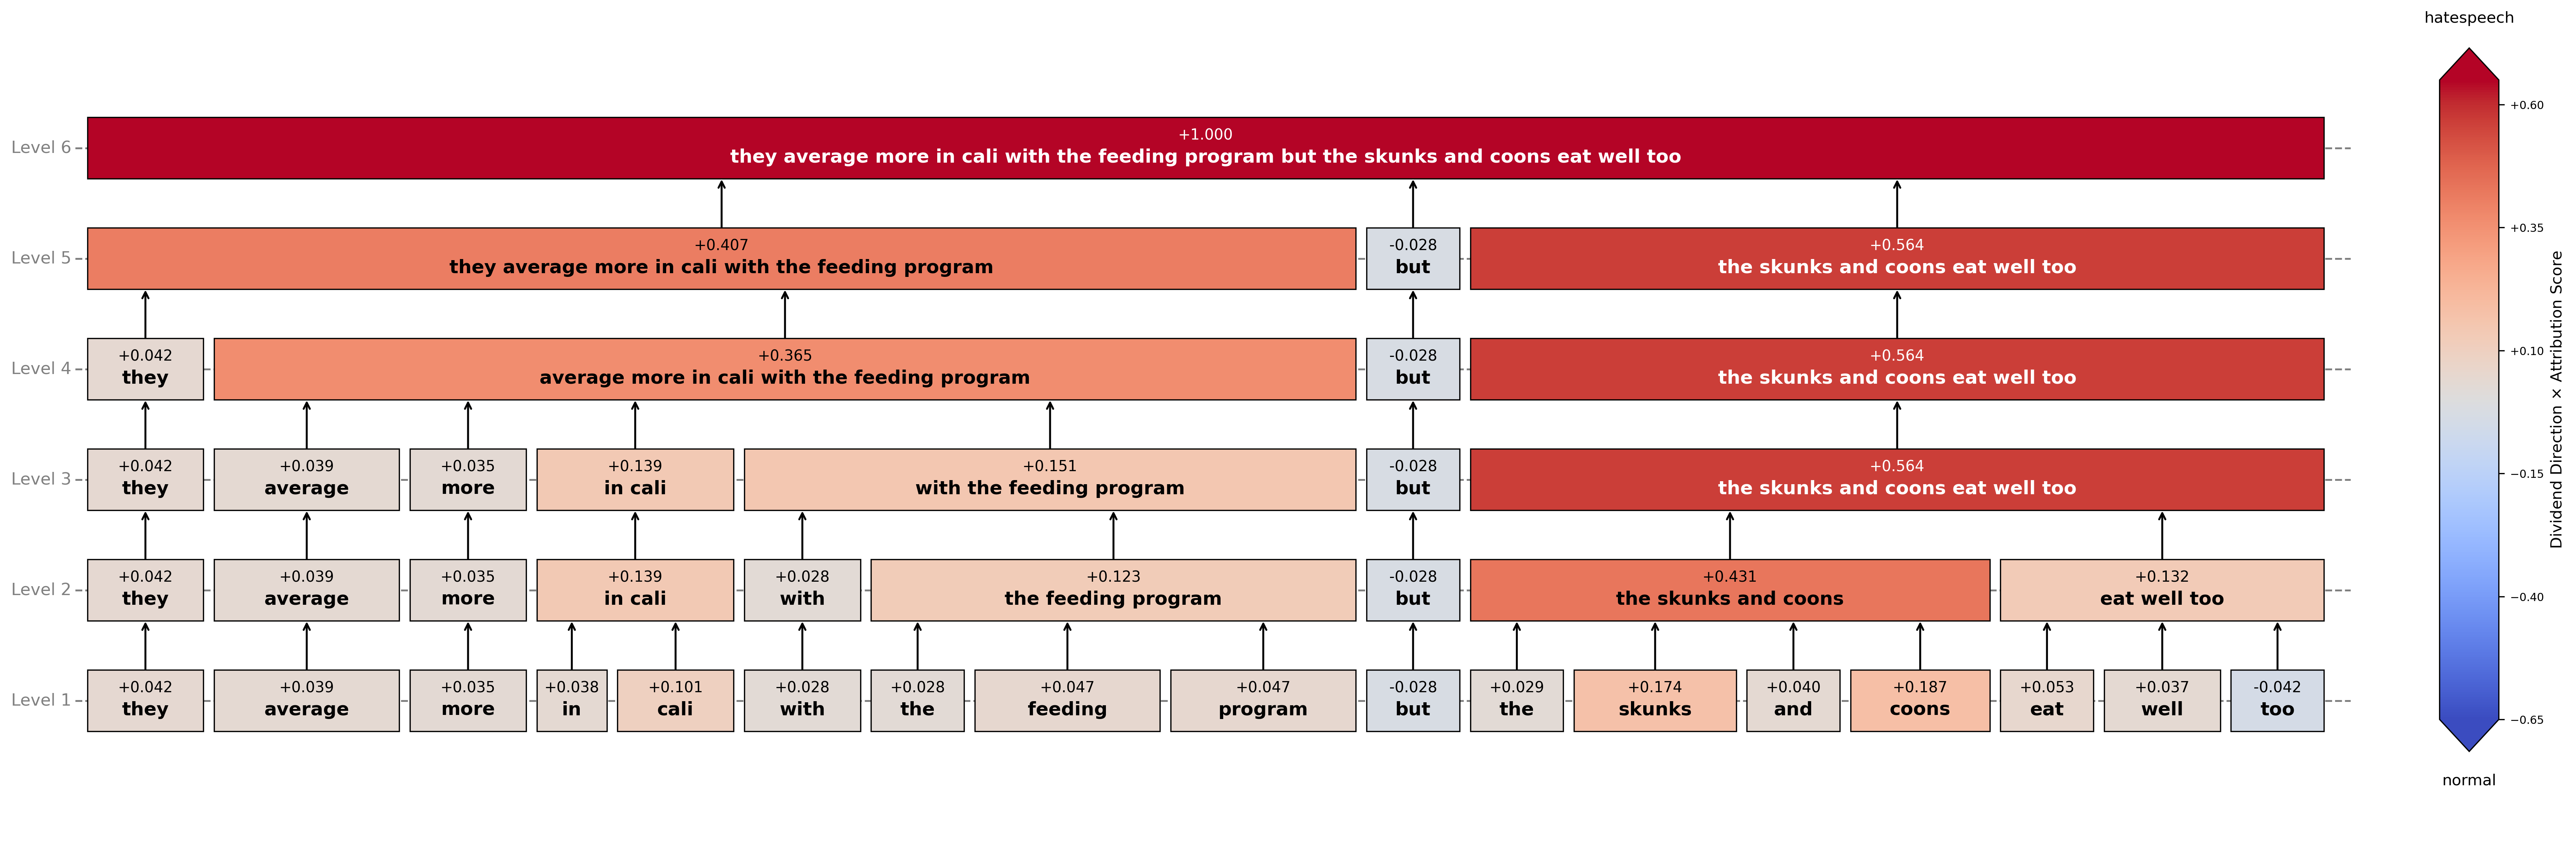 hatespeech
Level 6
+1.000
they average more in cali with the feeding program but the skunks and coons eat well too
Level 5
+0.407
they average more in cali with the feeding program
-0.028
but
+0.564
the skunks and coons eat well too
Level 4
+0.042
they
+0.365
average more in cali with the feeding program
-0.028
but
+0.564
the skunks and coons eat well too
Level 3
+0.042
they
+0.039
average
+0.035
more
+0.139
in cali
+0.151
with the feeding program
-0.028
but
+0.564
the skunks and coons eat well too
Level 2
+0.042
they
+0.039
average
+0.035
more
+0.139
in cali
+0.028
with
+0.123
the feeding program
-0.028
but
+0.431
the skunks and coons
+0.132
eat well too
Level 1
+0.042
they
+0.039
average
+0.035
more
+0.038
in
+0.101
cali
+0.028
with
+0.028
the
+0.047
feeding
+0.047
program
-0.028
but
+0.029
the
+0.174
skunks
+0.040
and
+0.187
coons
+0.053
eat
+0.037
well
-0.042
too
+0.60
+0.35
+0.10
−0.15
−0.40
−0.65
Dividend Direction × Attribution Score
normal